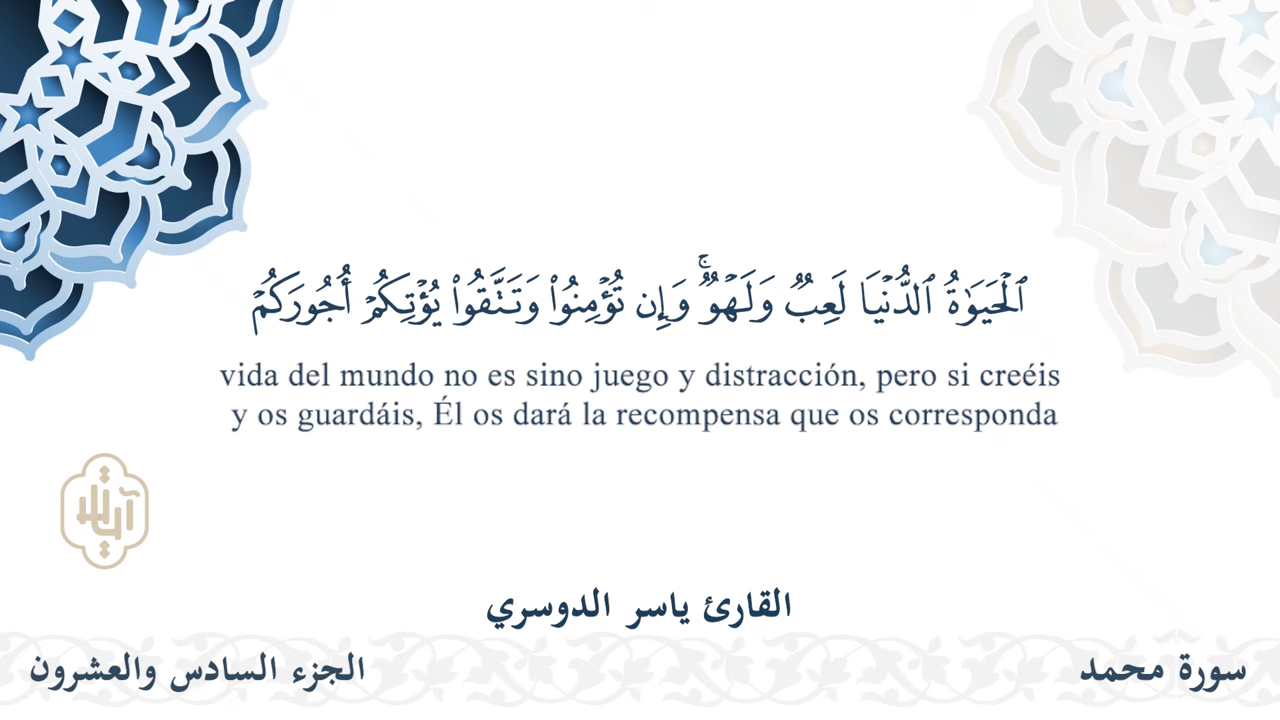 ٱلْحَيَوٰةُ ٱلدُّنْيَا لَعِبٌ وَلَهْوٌ ۚ وَإِن تُؤْمِنُوا۟ وَتَتَّقُوا۟ يُؤْتِكُمْ أُجُورَكُمْ
vida del mundo no es sino juego y distracción, pero si creéis
y os guardáis, Él os dará la recompensa que os corresponda
القارئ ياسر الدوسري
سورة محمد
الجزء السادس والعشرون